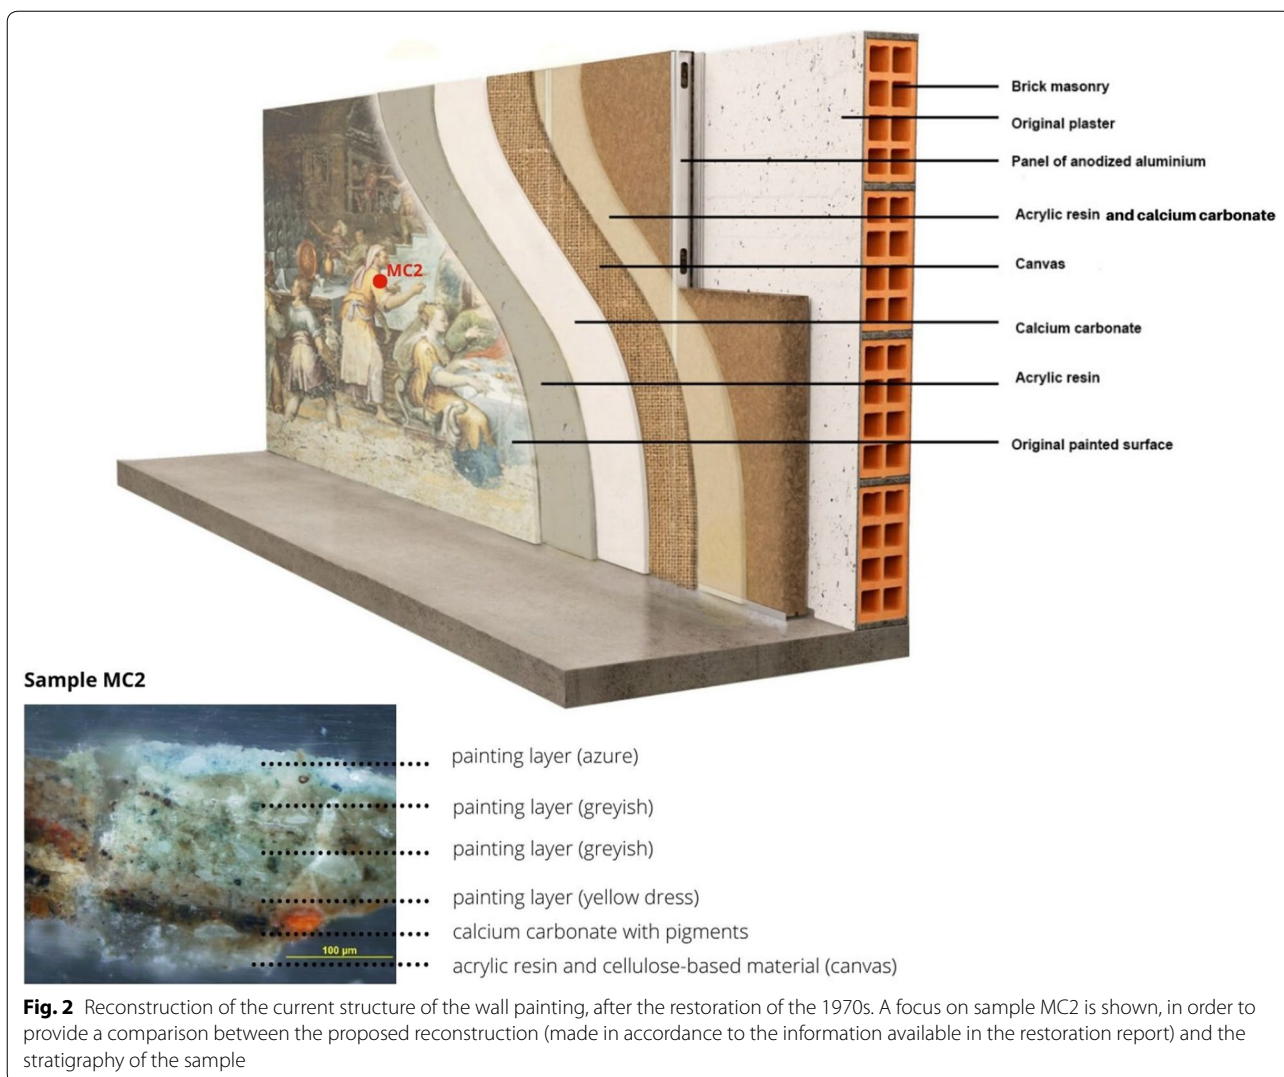 Brick masonry
Original plaster
Panel of anodized aluminium
Acrylic resin and calcium carbonate
Canvas
MC2
Calcium carbonate
Acrylic resin
Original painted surface
Sample MC2
painting layer (azure)
painting layer (greyish)
painting layer (greyish)
painting layer (yellow dress)
calcium carbonate with pigments
100 µm
acrylic resin and cellulose-based material (canvas)
Fig. 2 Reconstruction of the current structure of the wall painting, after the restoration of the 1970s. A focus on sample MC2 is shown, in order to
provide a comparison between the proposed reconstruction (made in accordance to the information available in the restoration report) and the
stratigraphy of the sample